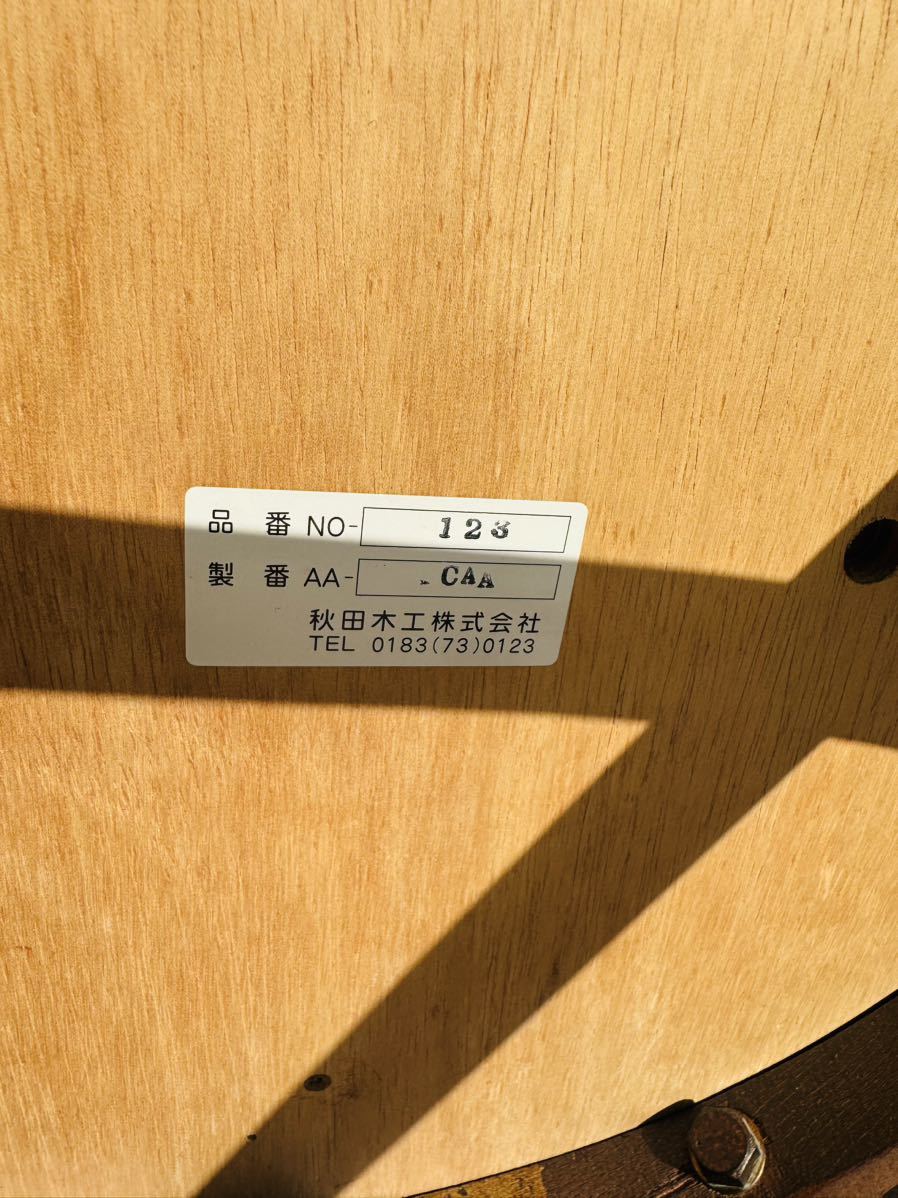 品番 NO- 123
製番 AA- CAA
秋田木工株式会社
TEL 0183(73)0123